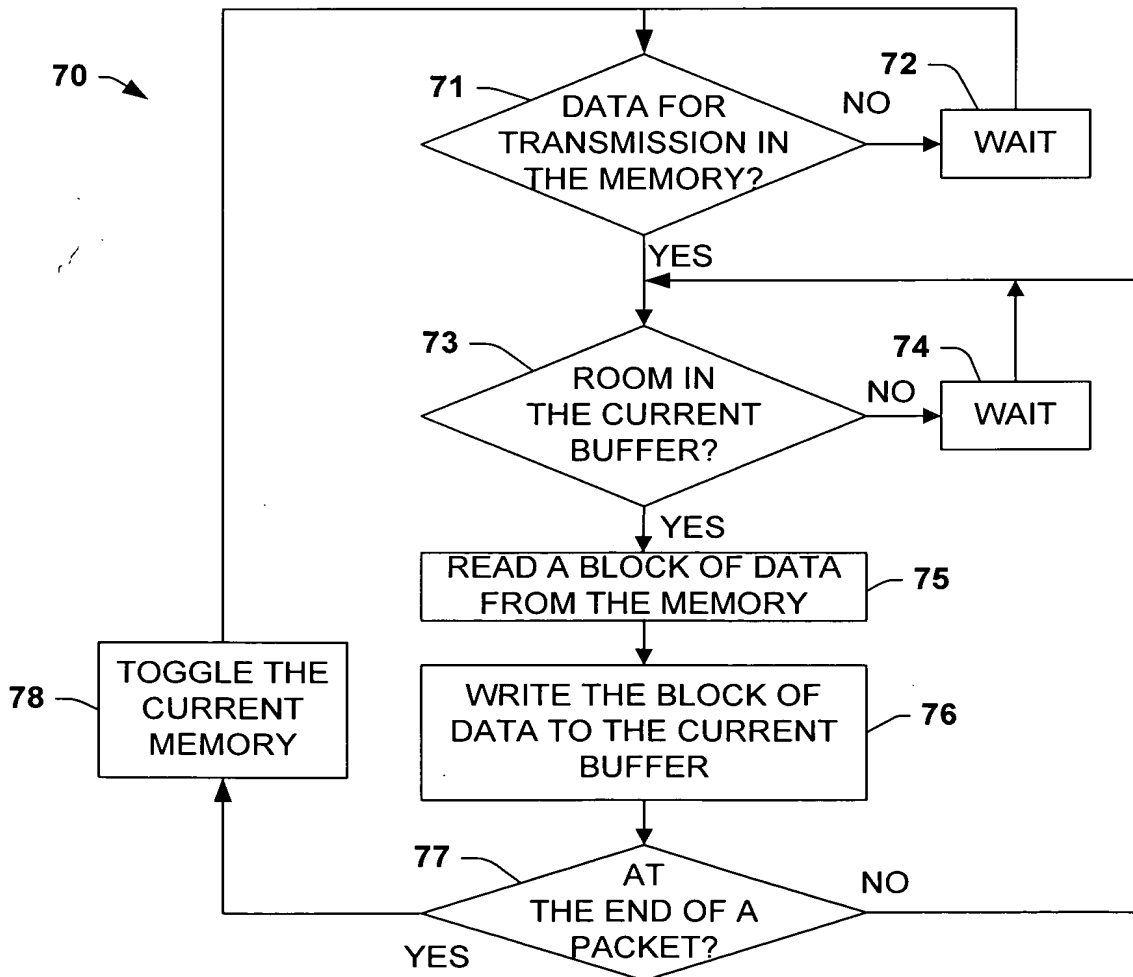 70
71
DATA FOR
TRANSMISSION IN
THE MEMORY?
NO
72
WAIT
YES
73
ROOM IN
THE CURRENT
BUFFER?
NO
74
WAIT
YES
READ A BLOCK OF DATA
FROM THE MEMORY
75
WRITE THE BLOCK OF
DATA TO THE CURRENT
BUFFER
76
78
TOGGLE THE
CURRENT
MEMORY
77
AT
THE END OF A
PACKET?
NO
YES